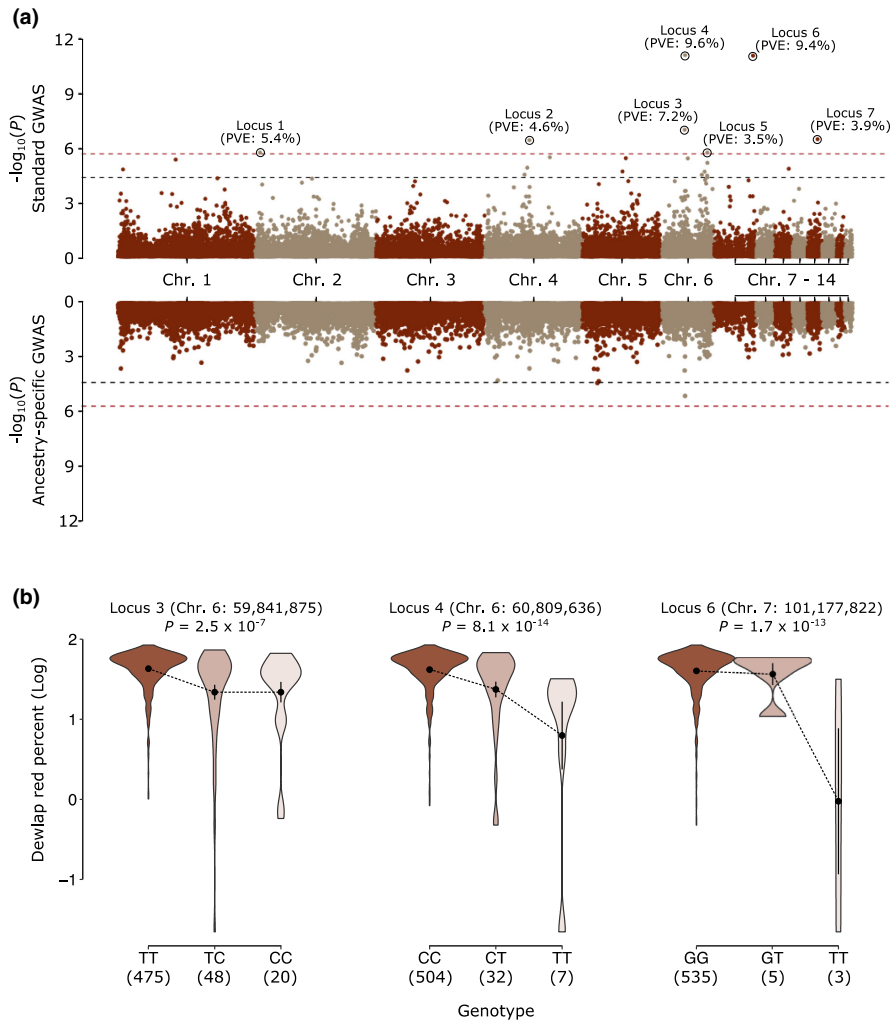 (a)
12
9
6
3
0
-log10(P)
Standard GWAS
Locus 1
(PVE: 5.4%)
Locus 2
(PVE: 4.6%)
Locus 4
(PVE: 9.6%)
Locus 3
(PVE: 7.2%)
Locus 6
(PVE: 9.4%)
Locus 5
(PVE: 3.5%)
Locus 7
(PVE: 3.9%)
Chr. 1
Chr. 2
Chr. 3
Chr. 4
Chr. 5
Chr. 6
Chr. 7 - 14
0
3
6
9
12
-log10(P)
Ancestry-specific GWAS
(b)
Locus 3 (Chr. 6: 59,841,875)
P = 2.5 x 10-7
Locus 4 (Chr. 6: 60,809,636)
P = 8.1 x 10-14
Locus 6 (Chr. 7: 101,177,822)
P = 1.7 x 10-13
2
1
0
−1
Dewlap red percent (Log)
TT TC CC
(475) (48) (20)
CC CT TT
(504) (32) (7)
GG GT TT
(535) (5) (3)
Genotype